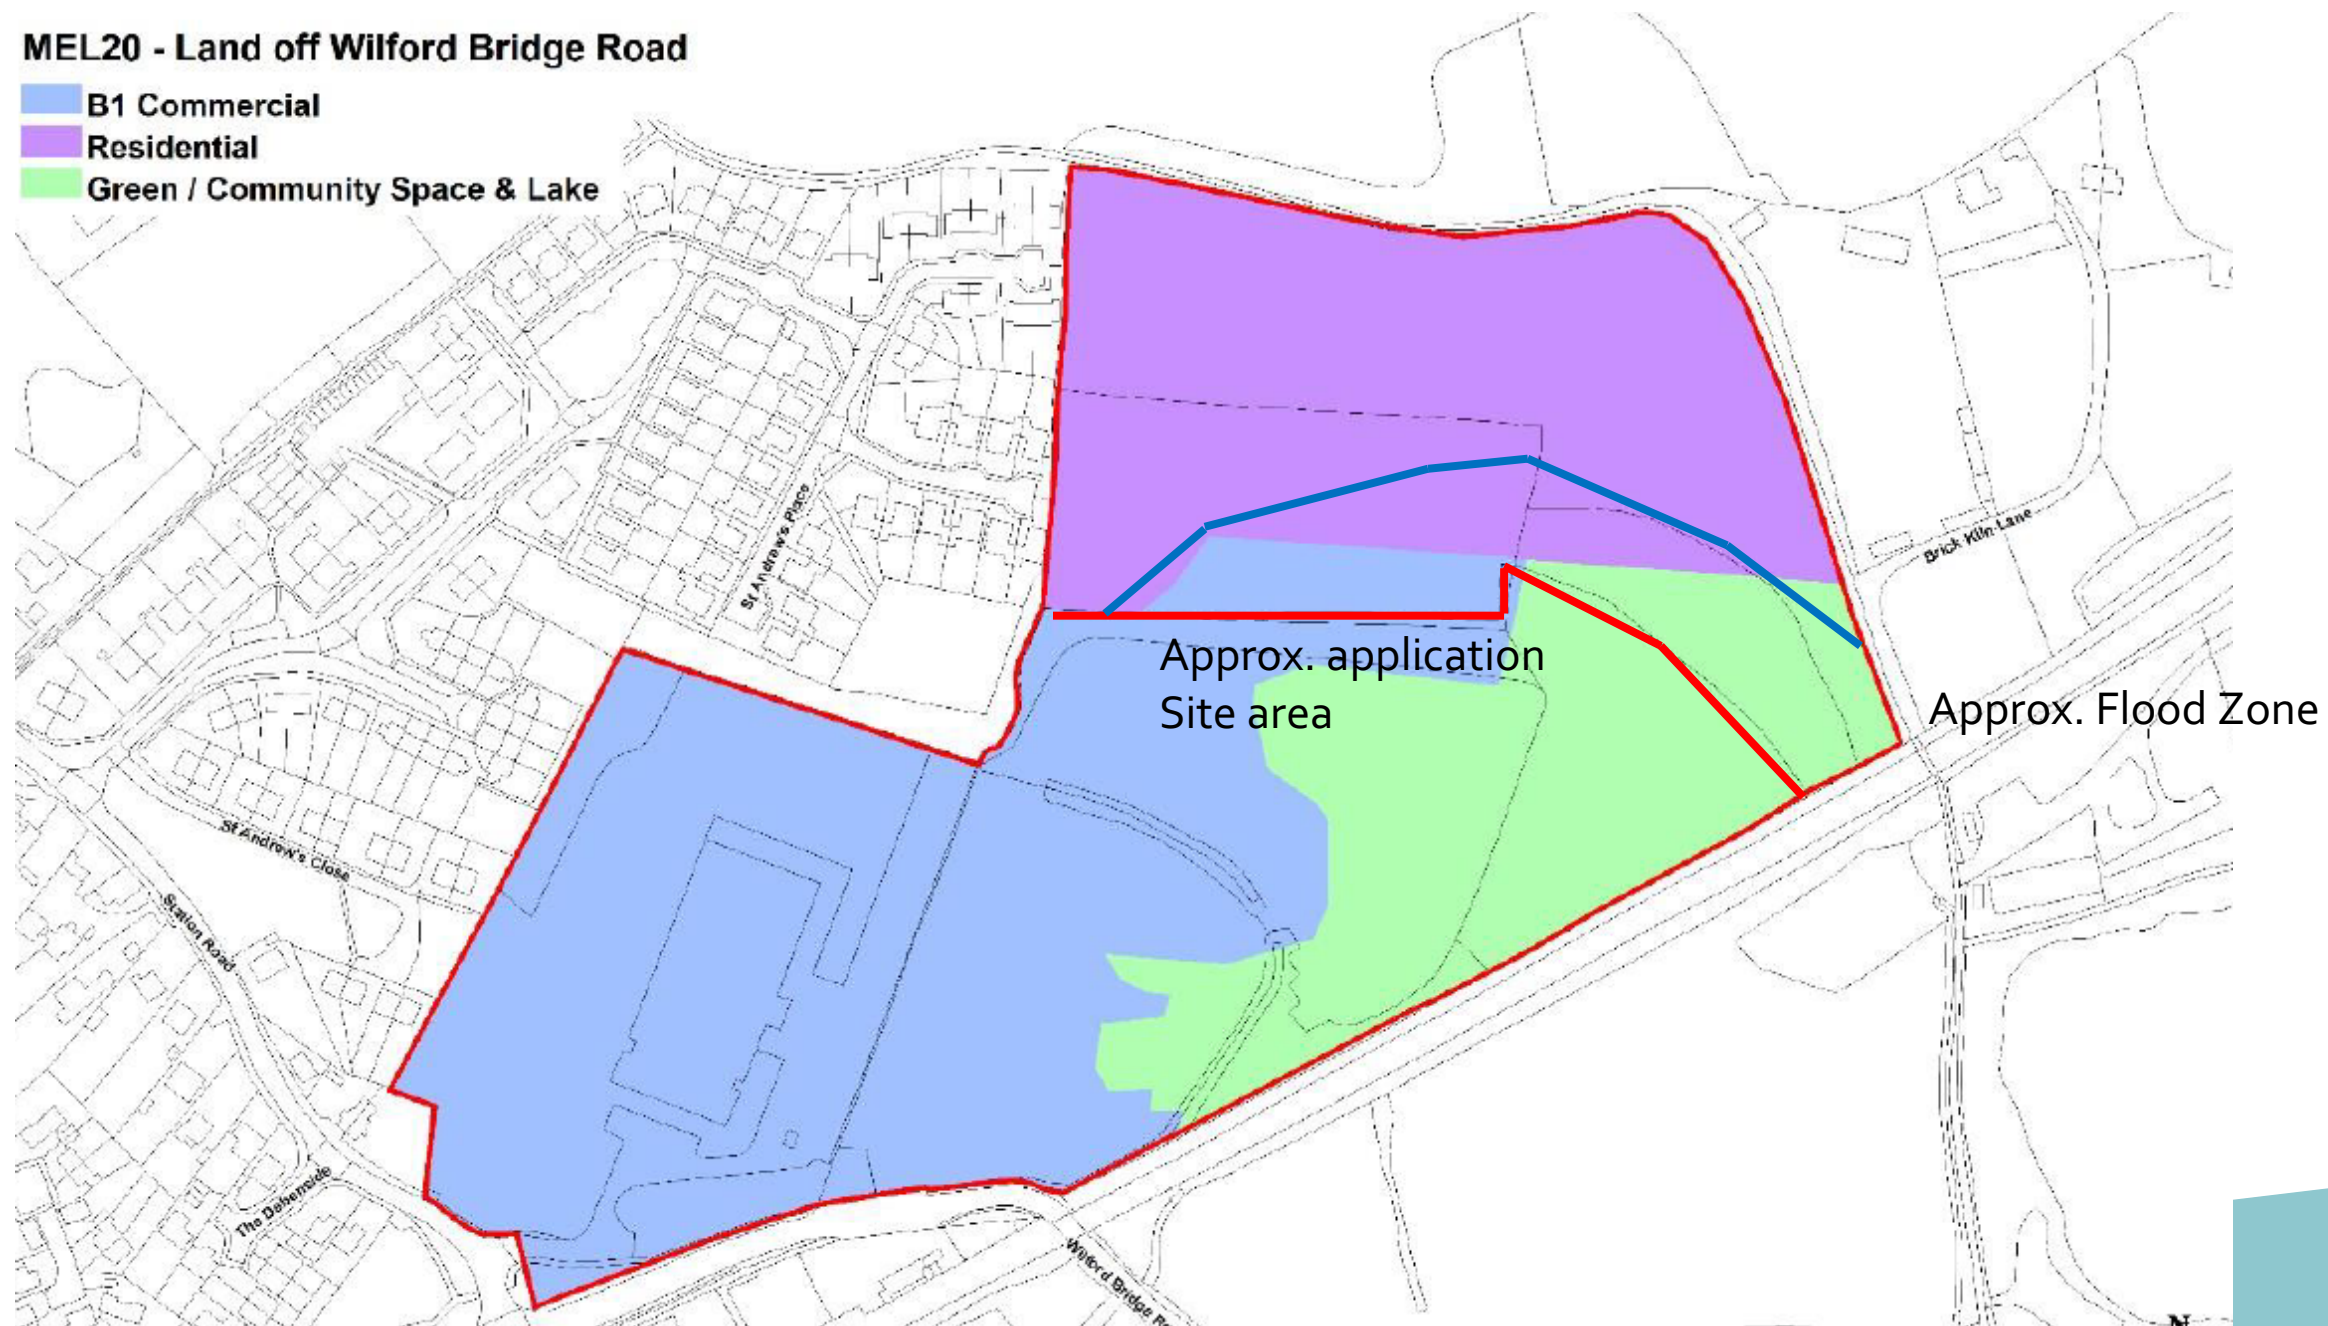 MEL20 - Land off Wilford Bridge Road
B1 Commercial
Residential
Green / Community Space & Lake
St Andrew's Place
Brick Kiln Lane
Approx. application
Site area
Approx. Flood Zone
St Andrew's Close
Station Road
The Debenside
Wilford Bridge R
N